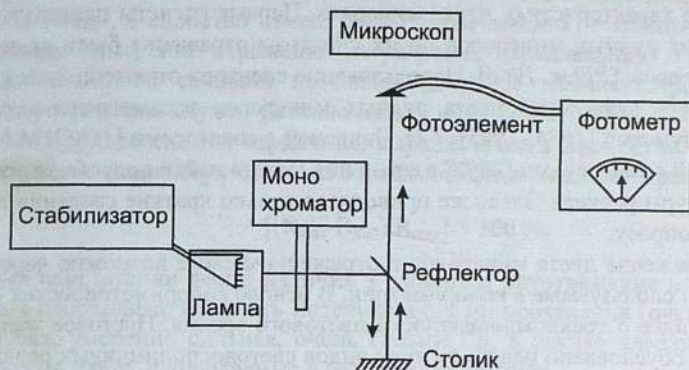 Микроскоп
Фотоэлемент
Фотометр
Моно
хроматор
Стабилизатор
Лампа
Рефлектор
Столик